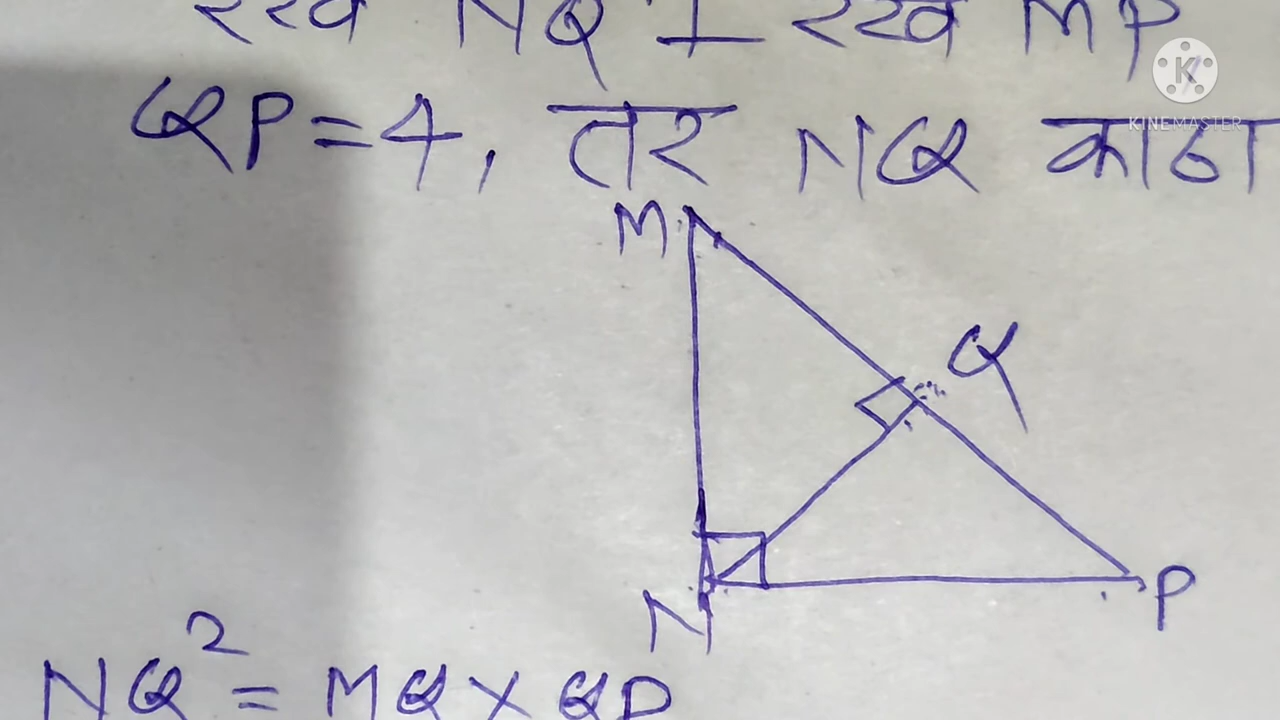 रेख NQ ⊥ रेख MP
QP=4, तर NQ काढा
M
Q
N
P
NQ² = MQ × QP
K
KINEMASTER